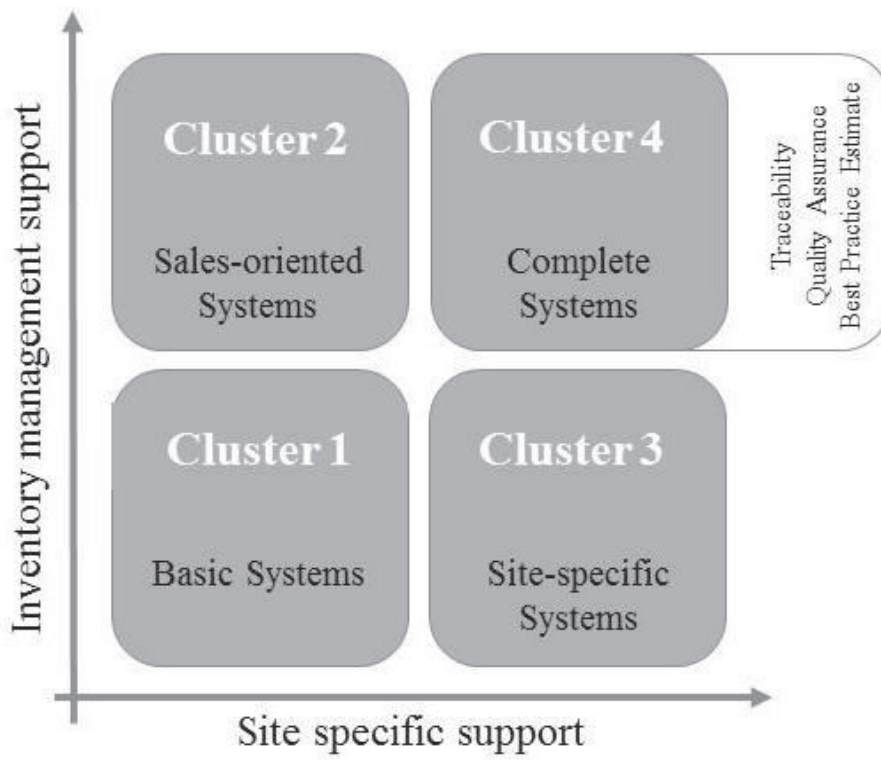 Inventory management support
Cluster 2
Sales-oriented
Systems
Cluster 4
Complete
Systems
Traceability
Quality Assurance
Best Practice Estimate
Cluster 1
Basic Systems
Cluster 3
Site-specific
Systems
Site specific support